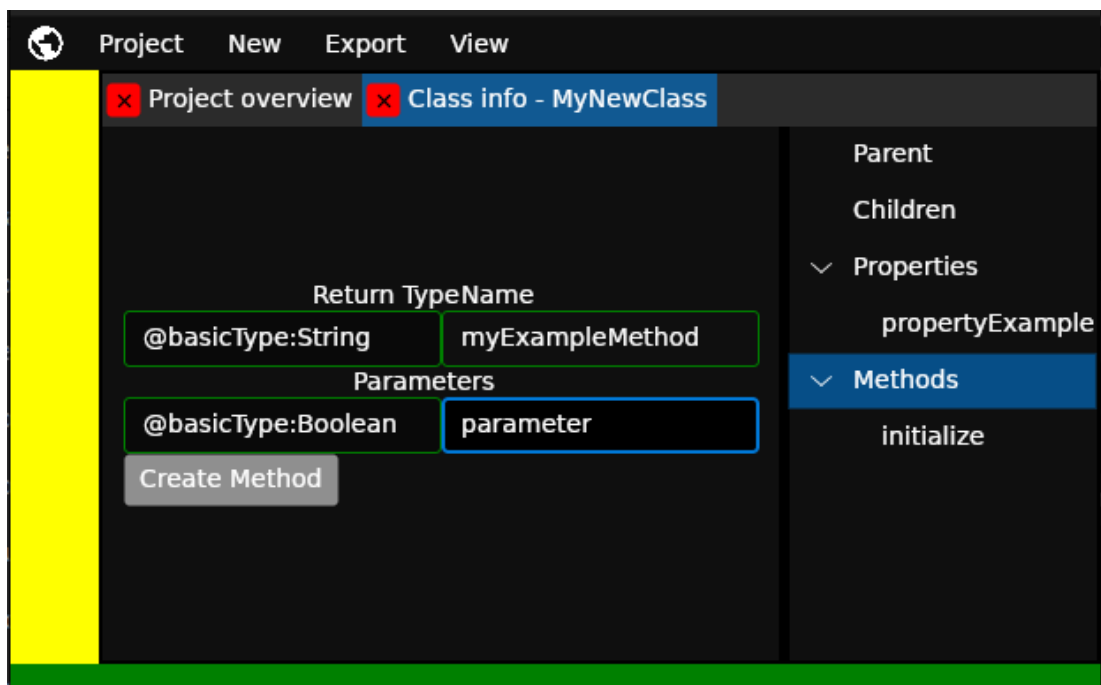 Project New Export View
Project overview Class info - MyNewClass
Return TypeName
@basicType:String myExampleMethod
Parameters
@basicType:Boolean parameter
Create Method
Parent
Children
Properties
propertyExample
Methods
initialize